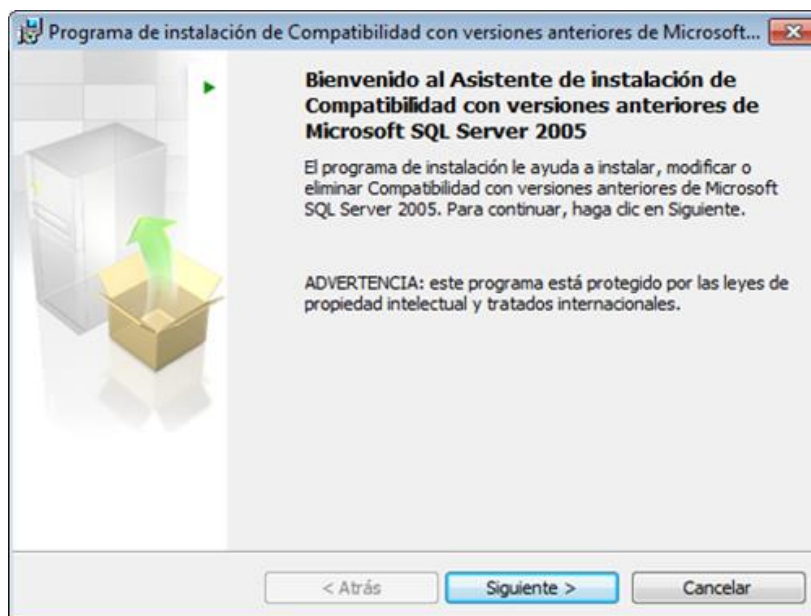 Programa de instalación de Compatibilidad con versiones anteriores de Microsoft...
Bienvenido al Asistente de instalación de
Compatibilidad con versiones anteriores de
Microsoft SQL Server 2005
El programa de instalación le ayuda a instalar, modificar o
eliminar Compatibilidad con versiones anteriores de Microsoft
SQL Server 2005. Para continuar, haga clic en Siguiente.
ADVERTENCIA: este programa está protegido por las leyes de
propiedad intelectual y tratados internacionales.
< Atrás
Siguiente >
Cancelar